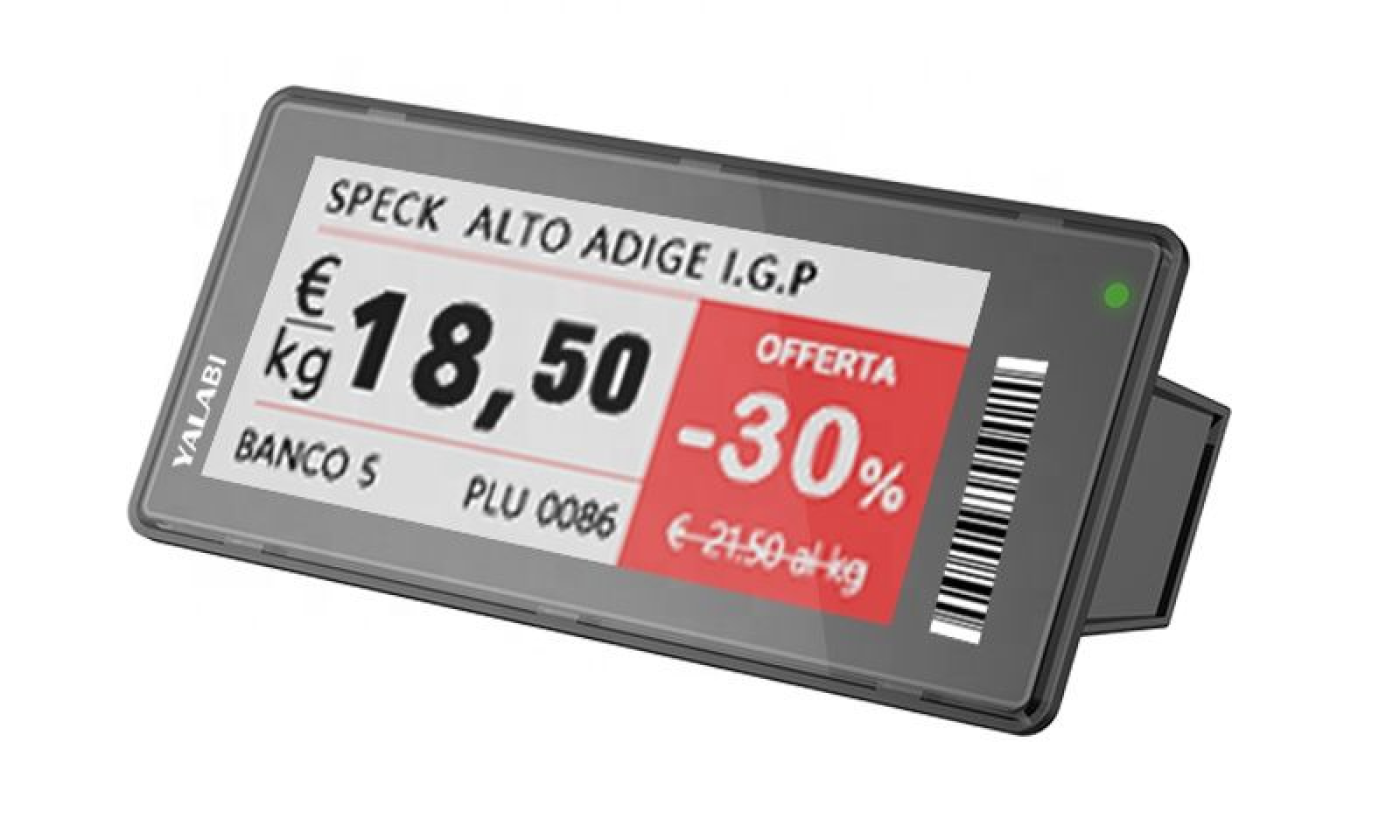 SPECK ALTO ADIGE I.G.P
€
kg
18,50
OFFERTA
-30%
€ 21.50 al kg
BANCO 5
PLU 0086
YALABI